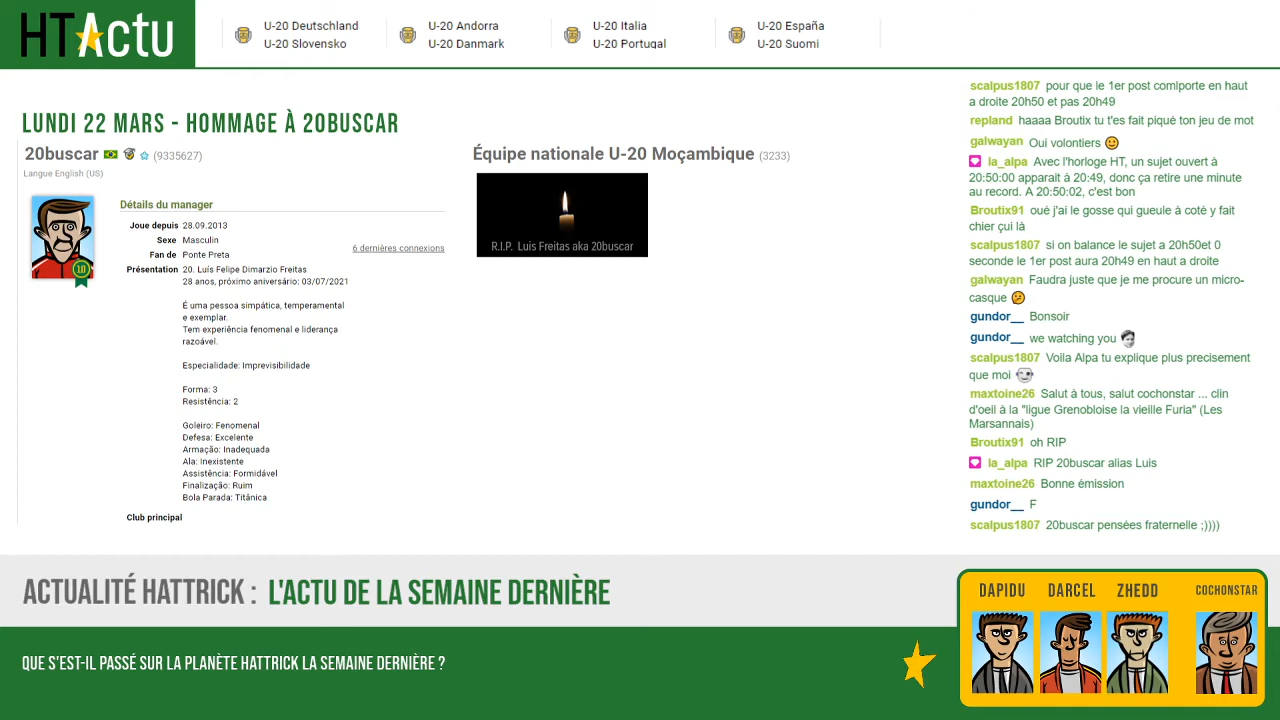 HTActu
U-20 Deutschland
U-20 Slovensko
U-20 Andorra
U-20 Danmark
U-20 Italia
U-20 Portugal
U-20 España
U-20 Suomi
LUNDI 22 MARS - HOMMAGE À 20BUSCAR
20buscar (9335627)
Langue English (US)
Détails du manager
Joue depuis 28.09.2013
Sexe Masculin
6 dernières connexions
Fan de Ponte Preta
Présentation 20. Luís Felipe Dimarzio Freitas
28 anos, próximo aniversário: 03/07/2021
É uma pessoa simpática, temperamental
e exemplar.
Tem experiência fenomenal e liderança
razoável.
Especialidade: Imprevisibilidade
Forma: 3
Resistência: 2
Goleiro: Fenomenal
Defesa: Excelente
Armação: Inadequada
Ala: Inexistente
Assistência: Formidável
Finalização: Ruim
Bola Parada: Titânica
Club principal
10
Équipe nationale U-20 Moçambique (3233)
R.I.P. Luis Freitas aka 20buscar
scalpus1807 pour que le 1er post comlporte en haut
a droite 20h50 et pas 20h49
repland haaaa Broutix tu t'es fait piqué ton jeu de mot
galwayan Oui volontiers
la_alpa Avec l'horloge HT, un sujet ouvert à
20:50:00 apparait à 20:49, donc ça retire une minute
au record. A 20:50:02, c'est bon
Broutix91 oué j'ai le gosse qui gueule à coté y fait
chier çui là
scalpus1807 si on balance le sujet a 20h50et 0
seconde le 1er post aura 20h49 en haut a droite
galwayan Faudra juste que je me procure un micro-
casque
gundor__ Bonsoir
gundor__ we watching you
scalpus1807 Voila Alpa tu explique plus precisement
que moi
maxtoine26 Salut à tous, salut cochonstar ... clin
d'oeil à la "ligue Grenobloise la vieille Furia" (Les
Marsannais)
Broutix91 oh RIP
la_alpa RIP 20buscar alias Luis
maxtoine26 Bonne émission
gundor__ F
scalpus1807 20buscar pensées fraternelle ;))))
ACTUALITÉ HATTRICK : L'ACTU DE LA SEMAINE DERNIÈRE
QUE S'EST-IL PASSÉ SUR LA PLANÈTE HATTRICK LA SEMAINE DERNIÈRE ?
DAPIDU DARCEL ZHEDD COCHONSTAR